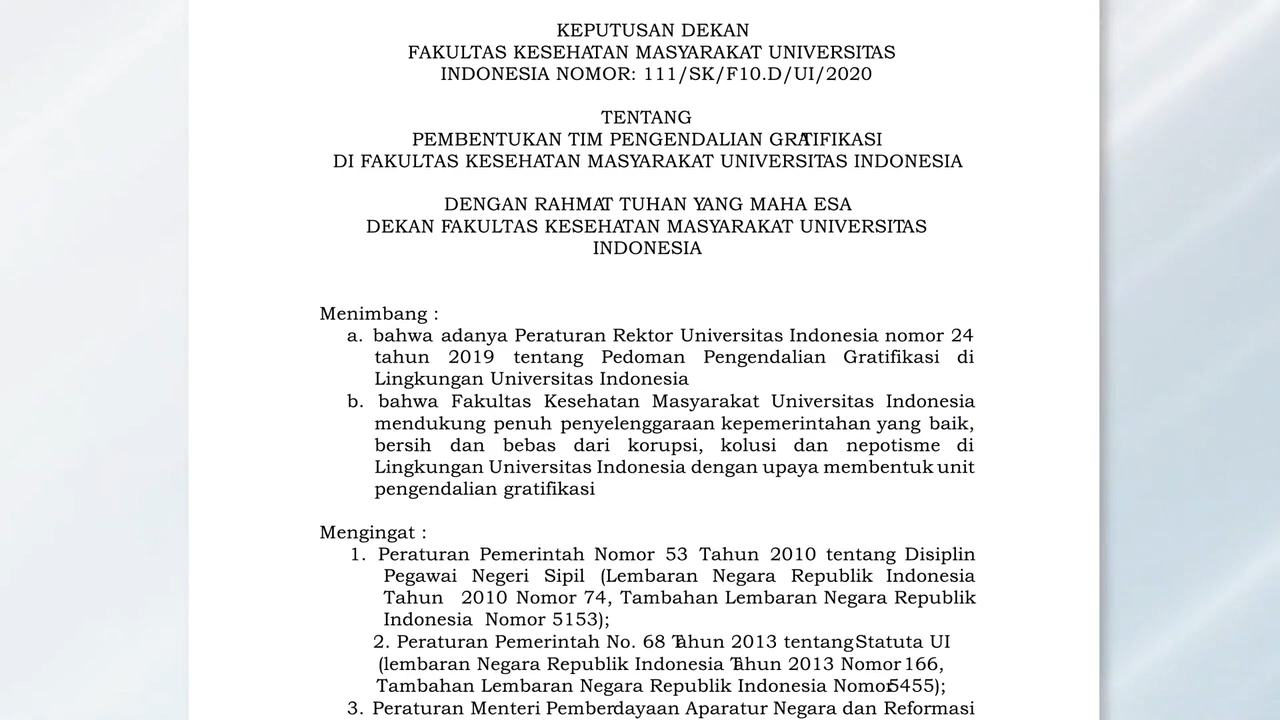 KEPUTUSAN DEKAN
FAKULTAS KESEHATAN MASYARAKAT UNIVERSITAS
INDONESIA NOMOR: 111/SK/F10.D/UI/2020
TENTANG
PEMBENTUKAN TIM PENGENDALIAN GRATIFIKASI
DI FAKULTAS KESEHATAN MASYARAKAT UNIVERSITAS INDONESIA
DENGAN RAHMAT TUHAN YANG MAHA ESA
DEKAN FAKULTAS KESEHATAN MASYARAKAT UNIVERSITAS
INDONESIA
Menimbang :
a. bahwa adanya Peraturan Rektor Universitas Indonesia nomor 24
tahun 2019 tentang Pedoman Pengendalian Gratifikasi di
Lingkungan Universitas Indonesia
b. bahwa Fakultas Kesehatan Masyarakat Universitas Indonesia
mendukung penuh penyelenggaraan kepemerintahan yang baik,
bersih dan bebas dari korupsi, kolusi dan nepotisme di
Lingkungan Universitas Indonesia dengan upaya membentuk unit
pengendalian gratifikasi
Mengingat :
1. Peraturan Pemerintah Nomor 53 Tahun 2010 tentang Disiplin
Pegawai Negeri Sipil (Lembaran Negara Republik Indonesia
Tahun 2010 Nomor 74, Tambahan Lembaran Negara Republik
Indonesia Nomor 5153);
2. Peraturan Pemerintah No. 68 Tahun 2013 tentang Statuta UI
(lembaran Negara Republik Indonesia Tahun 2013 Nomor 166,
Tambahan Lembaran Negara Republik Indonesia Nomor 5455);
3. Peraturan Menteri Pemberdayaan Aparatur Negara dan Reformasi